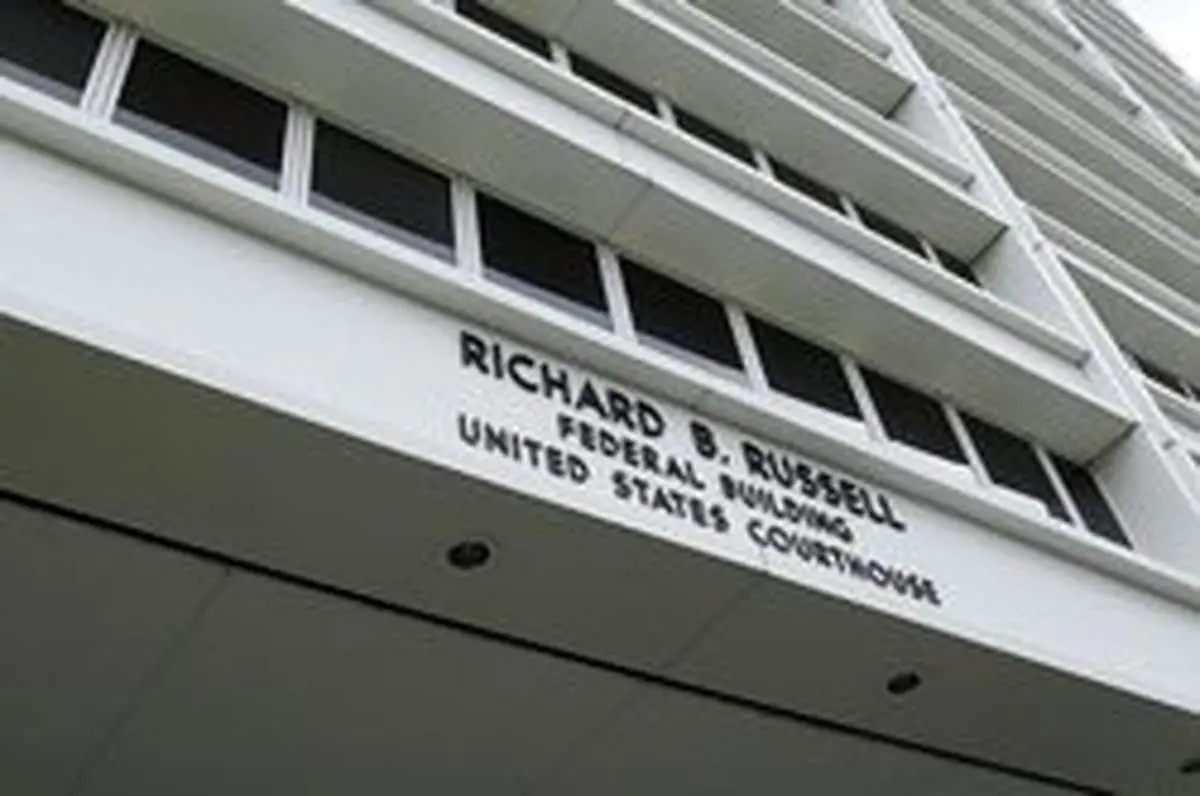 RICHARD B. RUSSELL
FEDERAL BUILDING
UNITED STATES COURTHOUSE